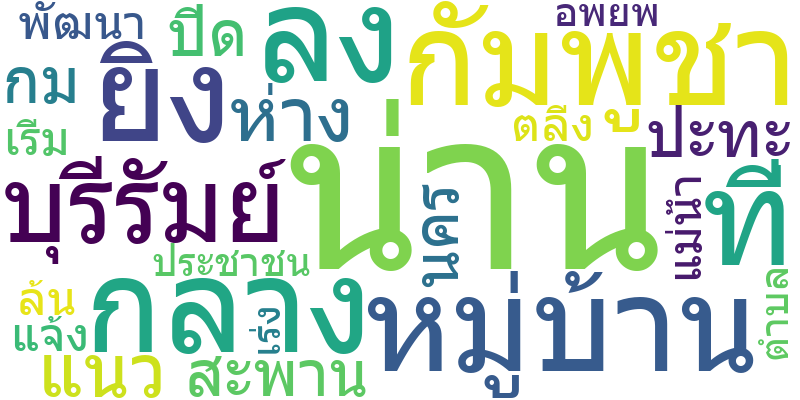 พัฒนา
ปิด
ลง
กัมพูชา
อพยพ
กม
ยิง
ห่าง
ตลิ่ง
ปะทะ
เริ่ม
บุรีรัมย์
น่าน
นคร
แม่น้ำ
ที่
ประชาชน
ล้น
กลาง
เร่ง
หมู่บ้าน
ตำบล
แจ้ง
แนว
สะพาน